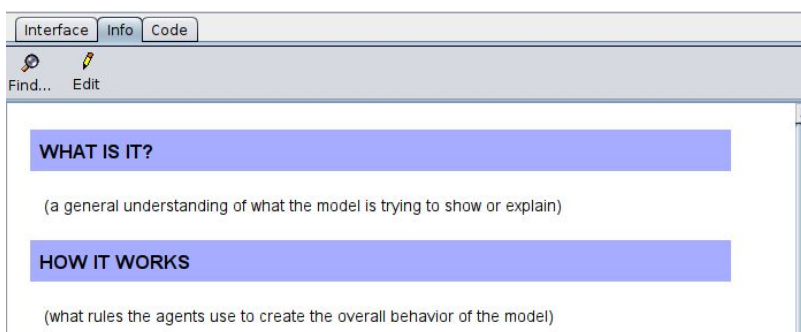 Interface Info Code
Find... Edit
WHAT IS IT?
(a general understanding of what the model is trying to show or explain)
HOW IT WORKS
(what rules the agents use to create the overall behavior of the model)